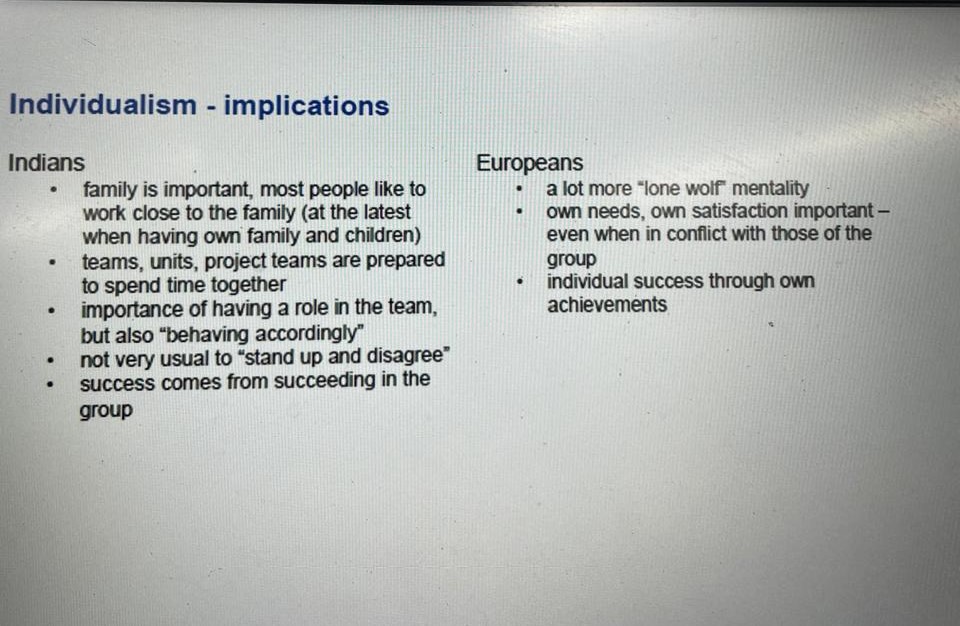 Individualism - implications
Indians
• family is important, most people like to
work close to the family (at the latest
when having own family and children)
• teams, units, project teams are prepared
to spend time together
• importance of having a role in the team,
but also “behaving accordingly”
• not very usual to “stand up and disagree”
• success comes from succeeding in the
group
Europeans
• a lot more “lone wolf” mentality
• own needs, own satisfaction important –
even when in conflict with those of the
group
• individual success through own
achievements